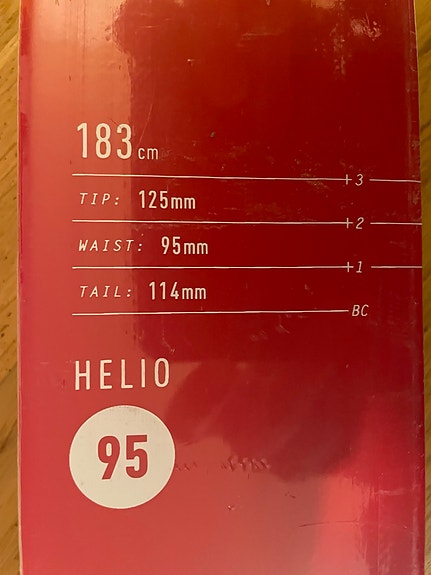 183cm
+3
TIP: 125mm
+2
WAIST: 95mm
+1
TAIL: 114mm
BC
HELIO
95